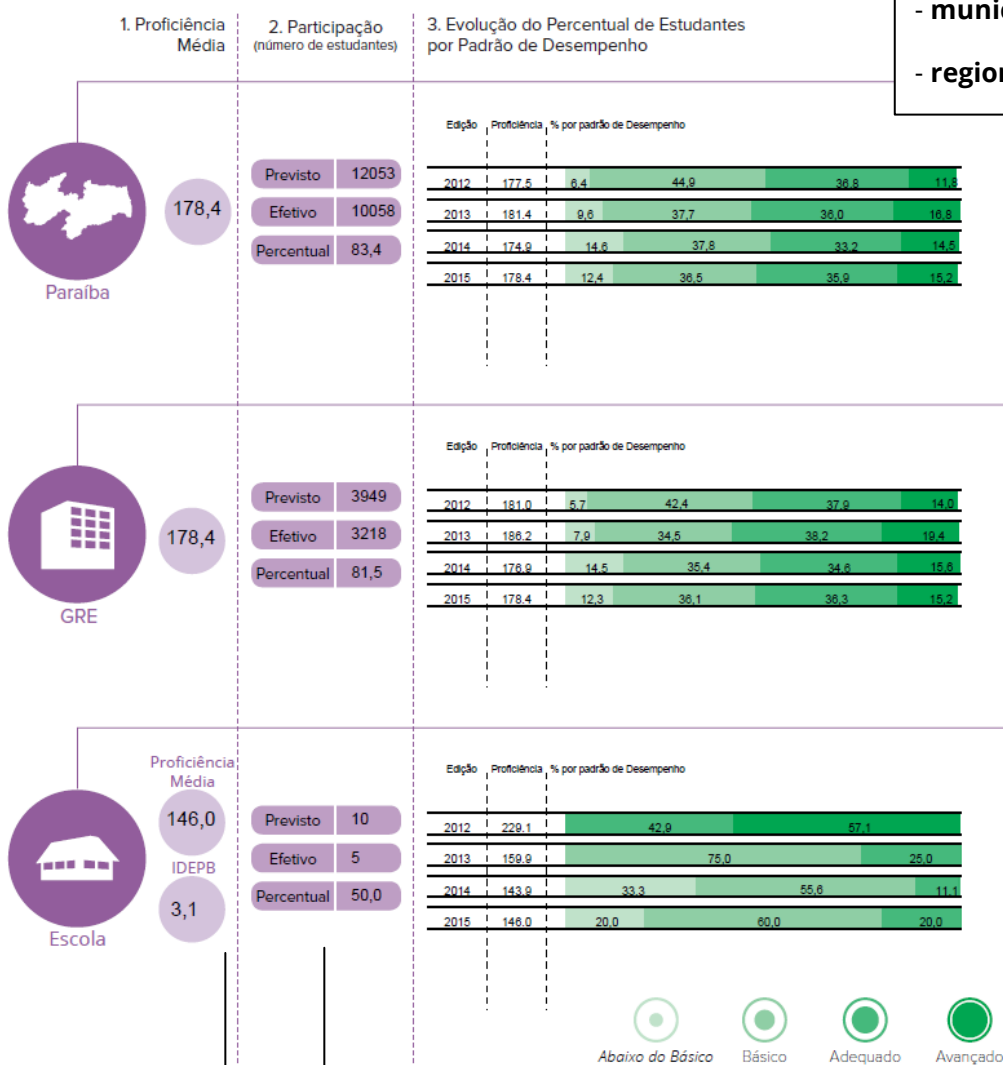 - munic
- region
1. Proficiência
Média
2. Participação
(número de estudantes)
3. Evolução do Percentual de Estudantes
por Padrão de Desempenho
Edição Proficiência % por padrão de Desempenho
178,4
Paraíba
Previsto 12053
Efetivo 10058
Percentual 83,4
2012 177.5 6,4 44,9 36,8 11,8
2013 181.4 9,6 37,7 36,0 16,8
2014 174.9 14,6 37,8 33,2 14,5
2015 178.4 12,4 36,5 35,9 15,2
Edição Proficiência % por padrão de Desempenho
178,4
GRE
Previsto 3949
Efetivo 3218
Percentual 81,5
2012 181.0 5,7 42,4 37,9 14,0
2013 186.2 7,9 34,5 38,2 19,4
2014 176.9 14,5 35,4 34,6 15,6
2015 178.4 12,3 36,1 36,3 15,2
Edição Proficiência % por padrão de Desempenho
Proficiência
Média
146,0
IDEPB
3,1
Escola
Previsto 10
Efetivo 5
Percentual 50,0
2012 229.1 42,9 57,1
2013 159.9 75,0 25,0
2014 143.9 33,3 55,6 11,1
2015 146.0 20,0 60,0 20,0
Abaixo do Básico Básico Adequado Avançado